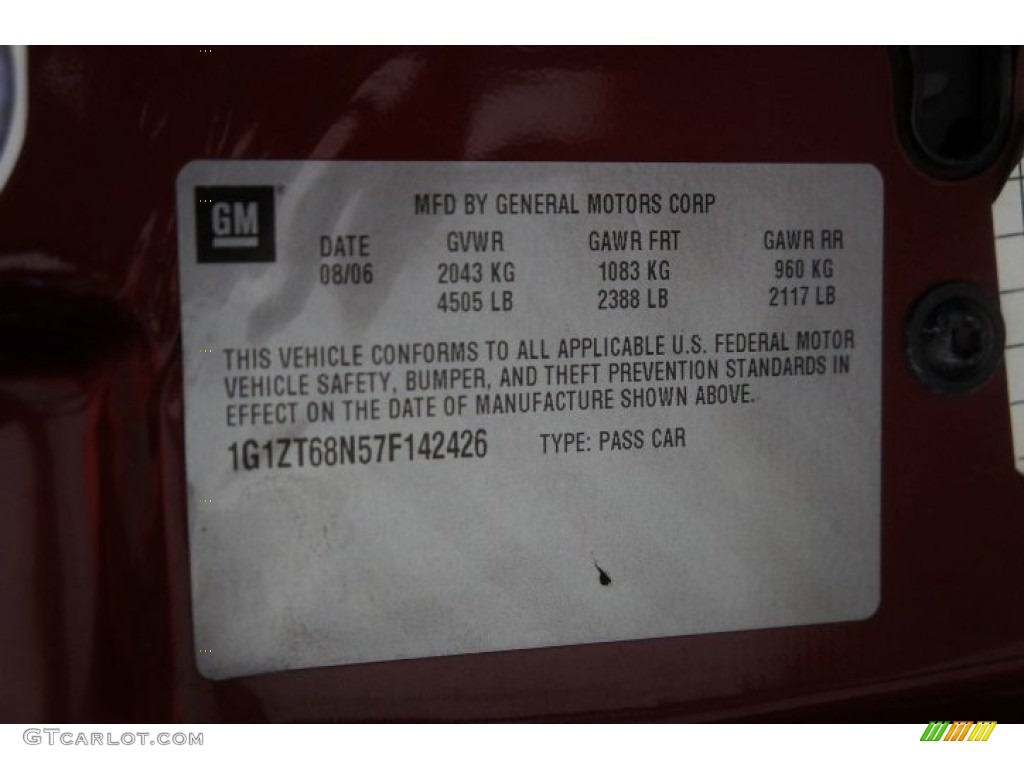 GM®
MFD BY GENERAL MOTORS CORP
DATE GVWR GAWR FRT GAWR RR
08/06 2043 KG 1083 KG 960 KG
4505 LB 2388 LB 2117 LB
THIS VEHICLE CONFORMS TO ALL APPLICABLE U.S. FEDERAL MOTOR
VEHICLE SAFETY, BUMPER, AND THEFT PREVENTION STANDARDS IN
EFFECT ON THE DATE OF MANUFACTURE SHOWN ABOVE.
1G1ZT68N57F142426 TYPE: PASS CAR
GTCARLOT.COM